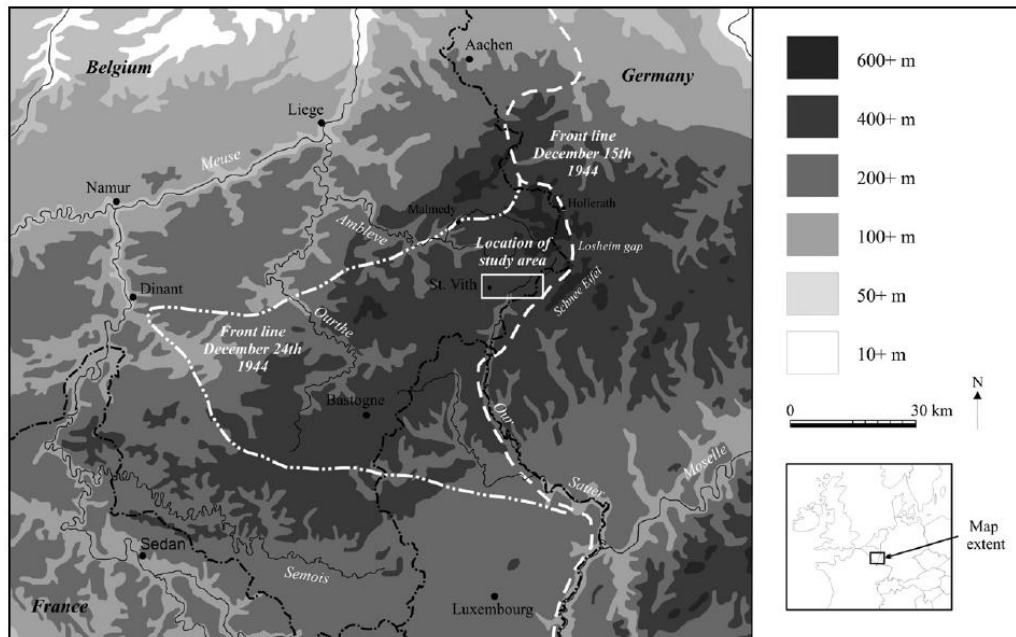 Belgium
Aachen
Germany
Liege
Front line
December 15th
1944
Meuse
Namur
Hollerath
Malmedy
Ambleve
Location of
study area
Losheim gap
St. Vith
Schnee Eifel
Dinant
Ourthe
Front line
December 24th
1944
Bastogne
Our
Moselle
Sauer
Sedan
Semois
Luxembourg
France
600+ m
400+ m
200+ m
100+ m
50+ m
10+ m
N
0 30 km
Map
extent